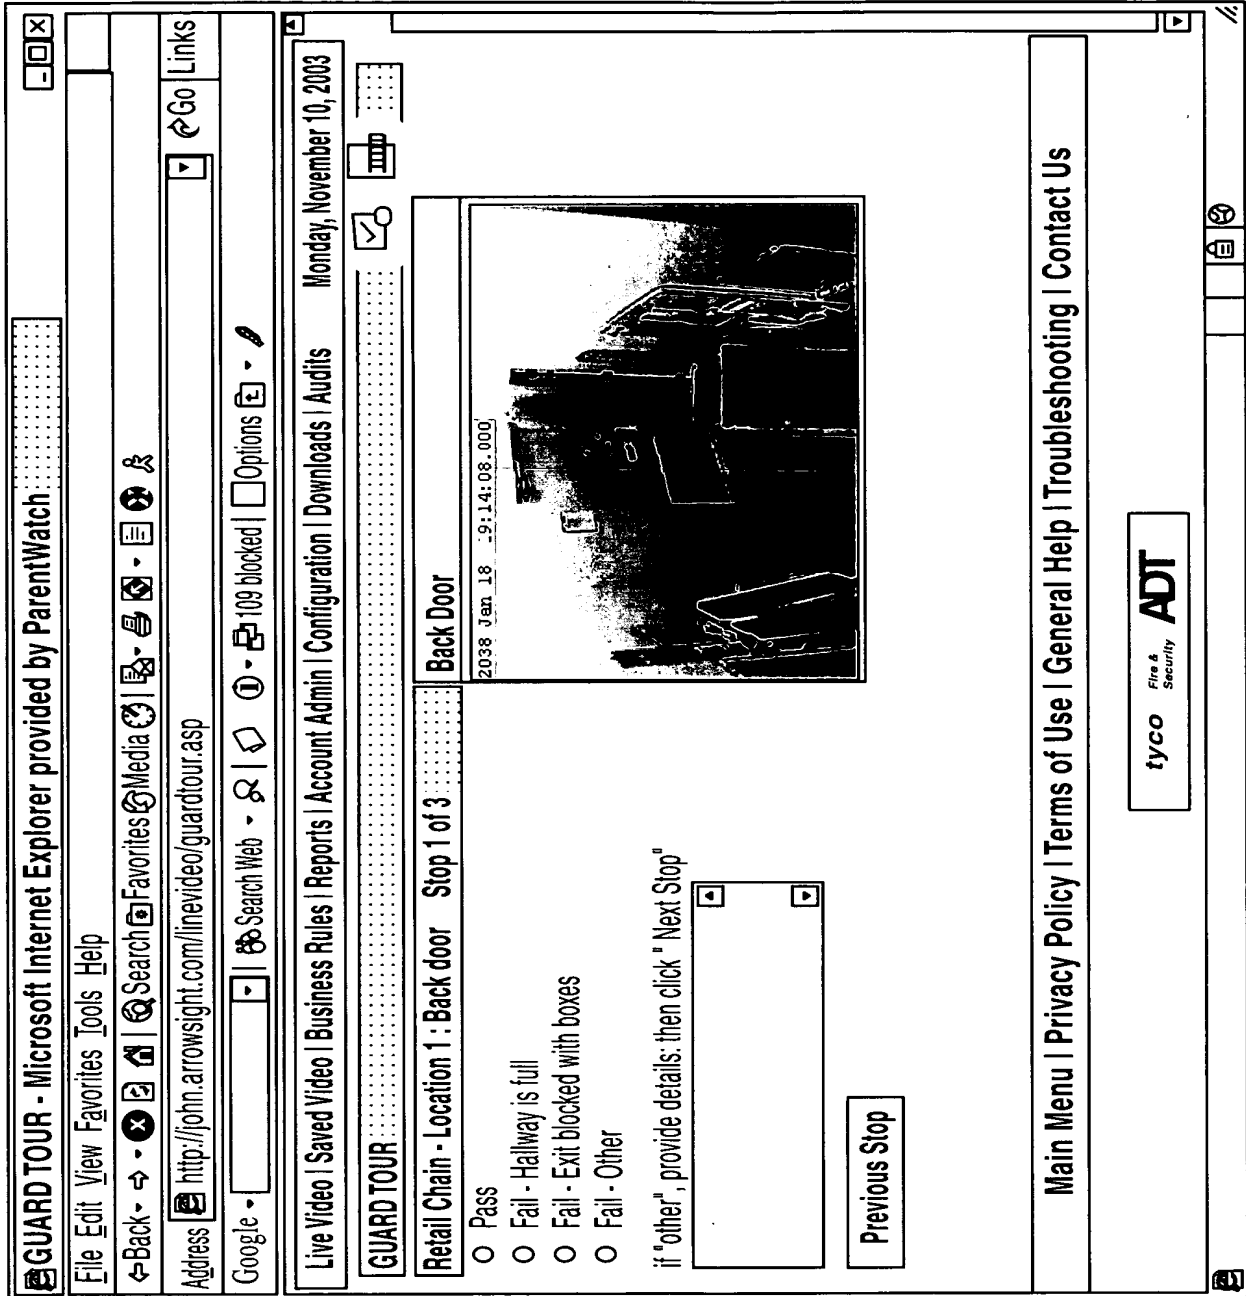 GUARD TOUR - Microsoft Internet Explorer provided by ParentWatch
File Edit View Favorites Tools Help
Back Search Favorites Media
Address http://john.arrowsight.com/linevideo/guardtour.asp Go Links
Google Search Web 109 blocked Options
Live Video | Saved Video | Business Rules | Reports | Account Admin | Configuration | Downloads | Audits Monday, November 10, 2003
GUARD TOUR
Retail Chain - Location 1 : Back door Stop 1 of 3
Back Door
2038 Jan 18 19:14:08.000
Pass
Fail - Hallway is full
Fail - Exit blocked with boxes
Fail - Other
if "other", provide details: then click " Next Stop"
Previous Stop
Main Menu | Privacy Policy | Terms of Use | General Help | Troubleshooting | Contact Us
tyco Fire & Security ADT